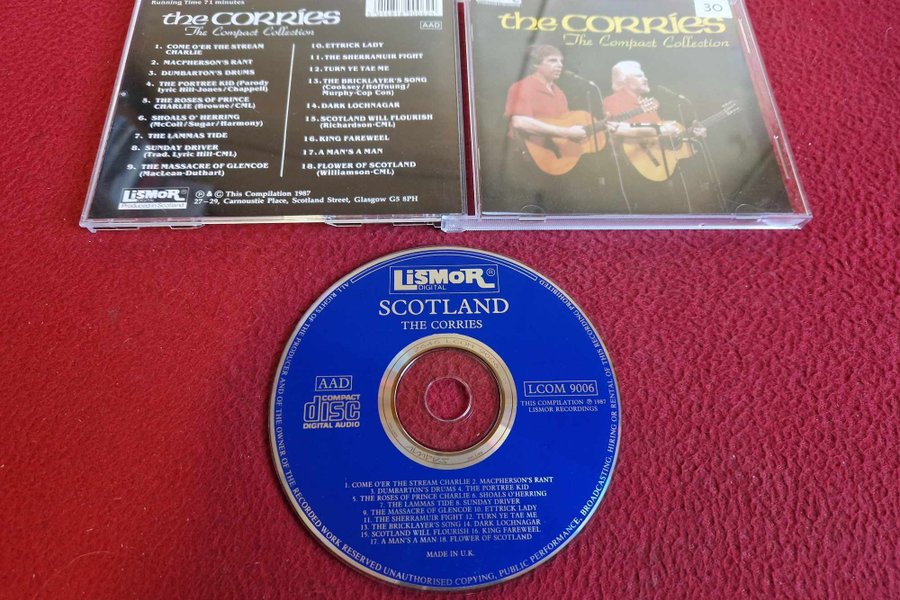 Running Time 71 minutes
the CORRIES
The Compact Collection
AAD
1. COME O'ER THE STREAM
CHARLIE
2. MACPHERSON'S RANT
3. DUMBARTON'S DRUMS
4. THE PORTREE KID (Parody
lyric Hill-Jones/Chappell)
5. THE ROSES OF PRINCE
CHARLIE (Browne/CML)
6. SHOALS O' HERRING
(McColl/Sugar/Harmony)
7. THE LAMMAS TIDE
8. SUNDAY DRIVER
(Trad. Lyric Hill-CML)
9. THE MASSACRE OF GLENCOE
(MacLean-Duthart)
10. ETTRICK LADY
11. THE SHERRAMUIR FIGHT
12. TURN YE TAE ME
13. THE BRICKLAYER'S SONG
(Cooksey/Hoffnung/
Murphy-Cop Con)
14. DARK LOCHNAGAR
15. SCOTLAND WILL FLOURISH
(Richardson-CML)
16. KING FAREWEEL
17. A MAN'S A MAN
18. FLOWER OF SCOTLAND
(Williamson-CML)
LISMOR
Produced in Scotland
℗ & © This Compilation 1987
27-29, Carnoustie Place, Scotland Street, Glasgow G5 8PH
30
the CORRIES
The Compact Collection
LISMOR ®
DIGITAL
SCOTLAND
THE CORRIES
AAD
COMPACT
disc
DIGITAL AUDIO
LCOM 9006
THIS COMPILATION ℗ 1987
LISMOR RECORDINGS
1. COME O'ER THE STREAM CHARLIE 2. MACPHERSON'S RANT
3. DUMBARTON'S DRUMS 4. THE PORTREE KID
5. THE ROSES OF PRINCE CHARLIE 6. SHOALS O'HERRING
7. THE LAMMAS TIDE 8. SUNDAY DRIVER
9. THE MASSACRE OF GLENCOE 10. ETTRICK LADY
11. THE SHERRAMUIR FIGHT 12. TURN YE TAE ME
13. THE BRICKLAYER'S SONG 14. DARK LOCHNAGAR
15. SCOTLAND WILL FLOURISH 16. KING FAREWEEL
17. A MAN'S A MAN 18. FLOWER OF SCOTLAND
MADE IN U.K.
ALL RIGHTS OF THE PRODUCER AND OF THE OWNER OF THE RECORDED WORK RESERVED UNAUTHORISED COPYING, PUBLIC PERFORMANCE, BROADCASTING, HIRING OR RENTAL OF THIS RECORDING PROHIBITED